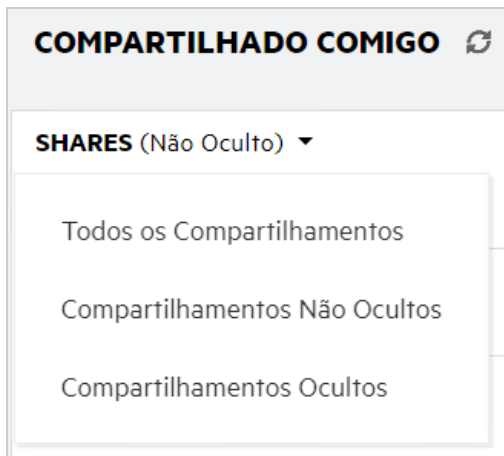 COMPARTILHADO COMIGO
SHARES (Não Oculto)
Todos os Compartilhamentos
Compartilhamentos Não Ocultos
Compartilhamentos Ocultos